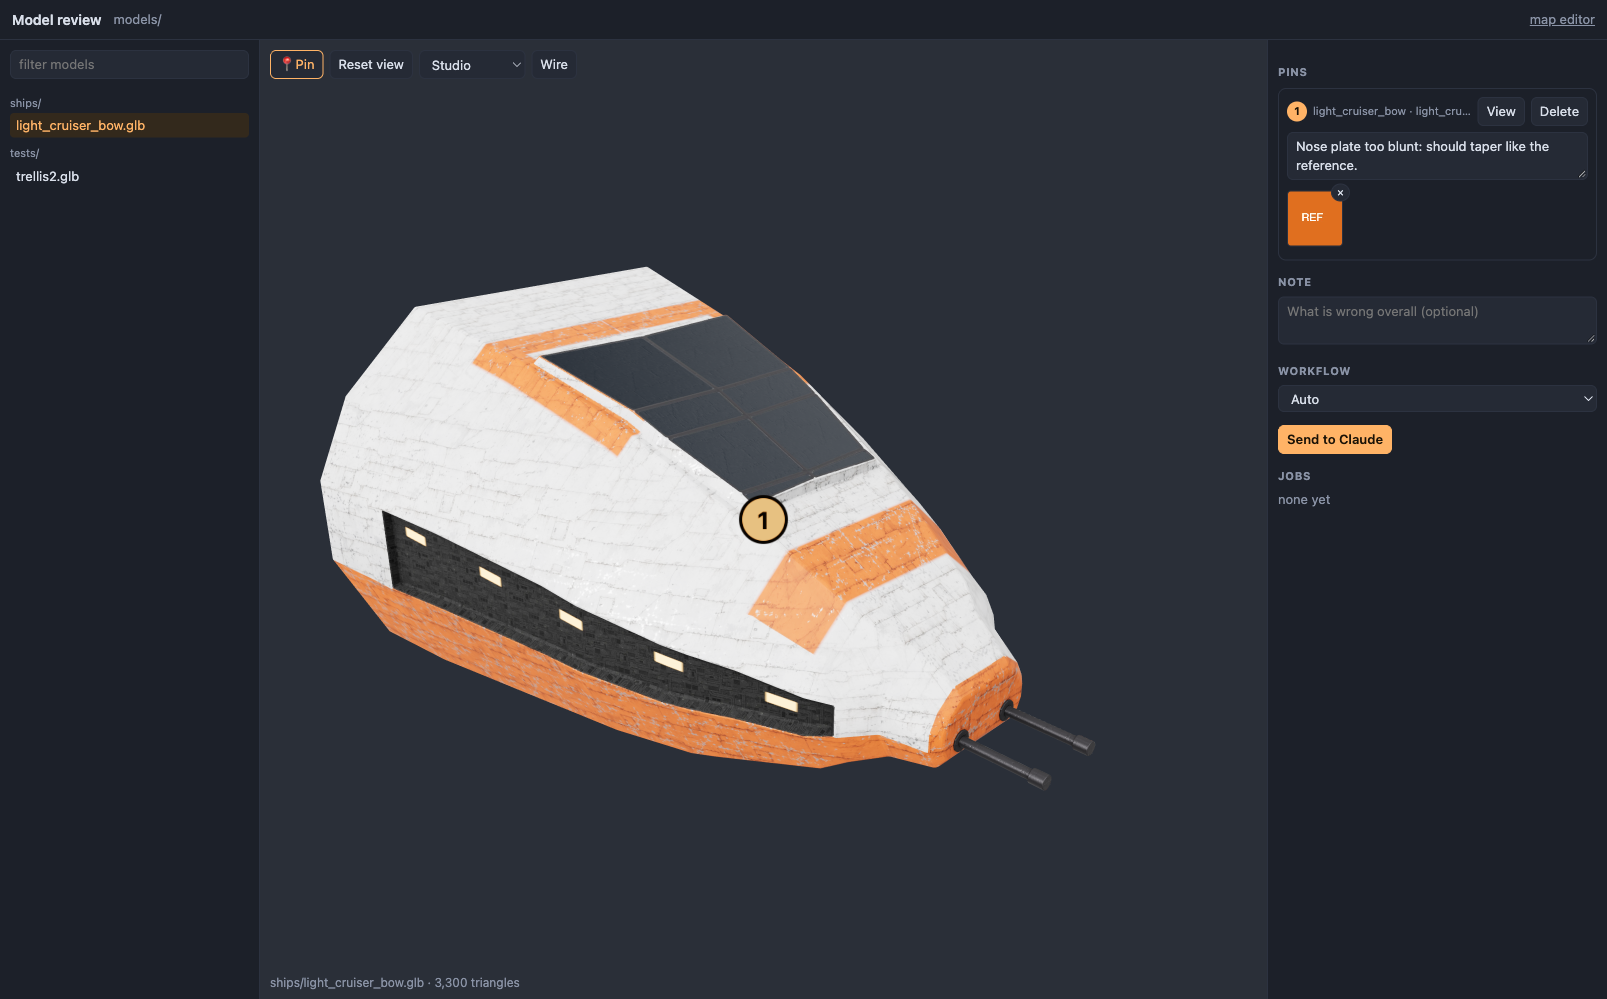 Model review models/ map editor
filter models
ships/
light_cruiser_bow.glb
tests/
trellis2.glb
Pin Reset view Studio Wire
1
ships/light_cruiser_bow.glb · 3,300 triangles
PINS
1 light_cruiser_bow · light_cru... View Delete
Nose plate too blunt: should taper like the
reference.
×
REF
NOTE
What is wrong overall (optional)
WORKFLOW
Auto
Send to Claude
JOBS
none yet